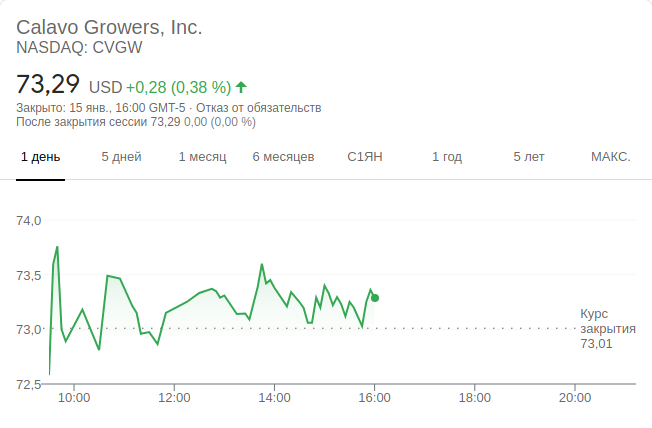 Calavo Growers, Inc.
NASDAQ: CVGW
73,29 USD +0,28 (0,38 %)
Закрыто: 15 янв., 16:00 GMT-5 · Отказ от обязательств
После закрытия сессии 73,29 0,00 (0,00 %)
1 день 5 дней 1 месяц 6 месяцев С1ЯН 1 год 5 лет МАКС.
74,0
73,5
73,0
72,5
Курс
закрытия
73,01
10:00 12:00 14:00 16:00 18:00 20:00